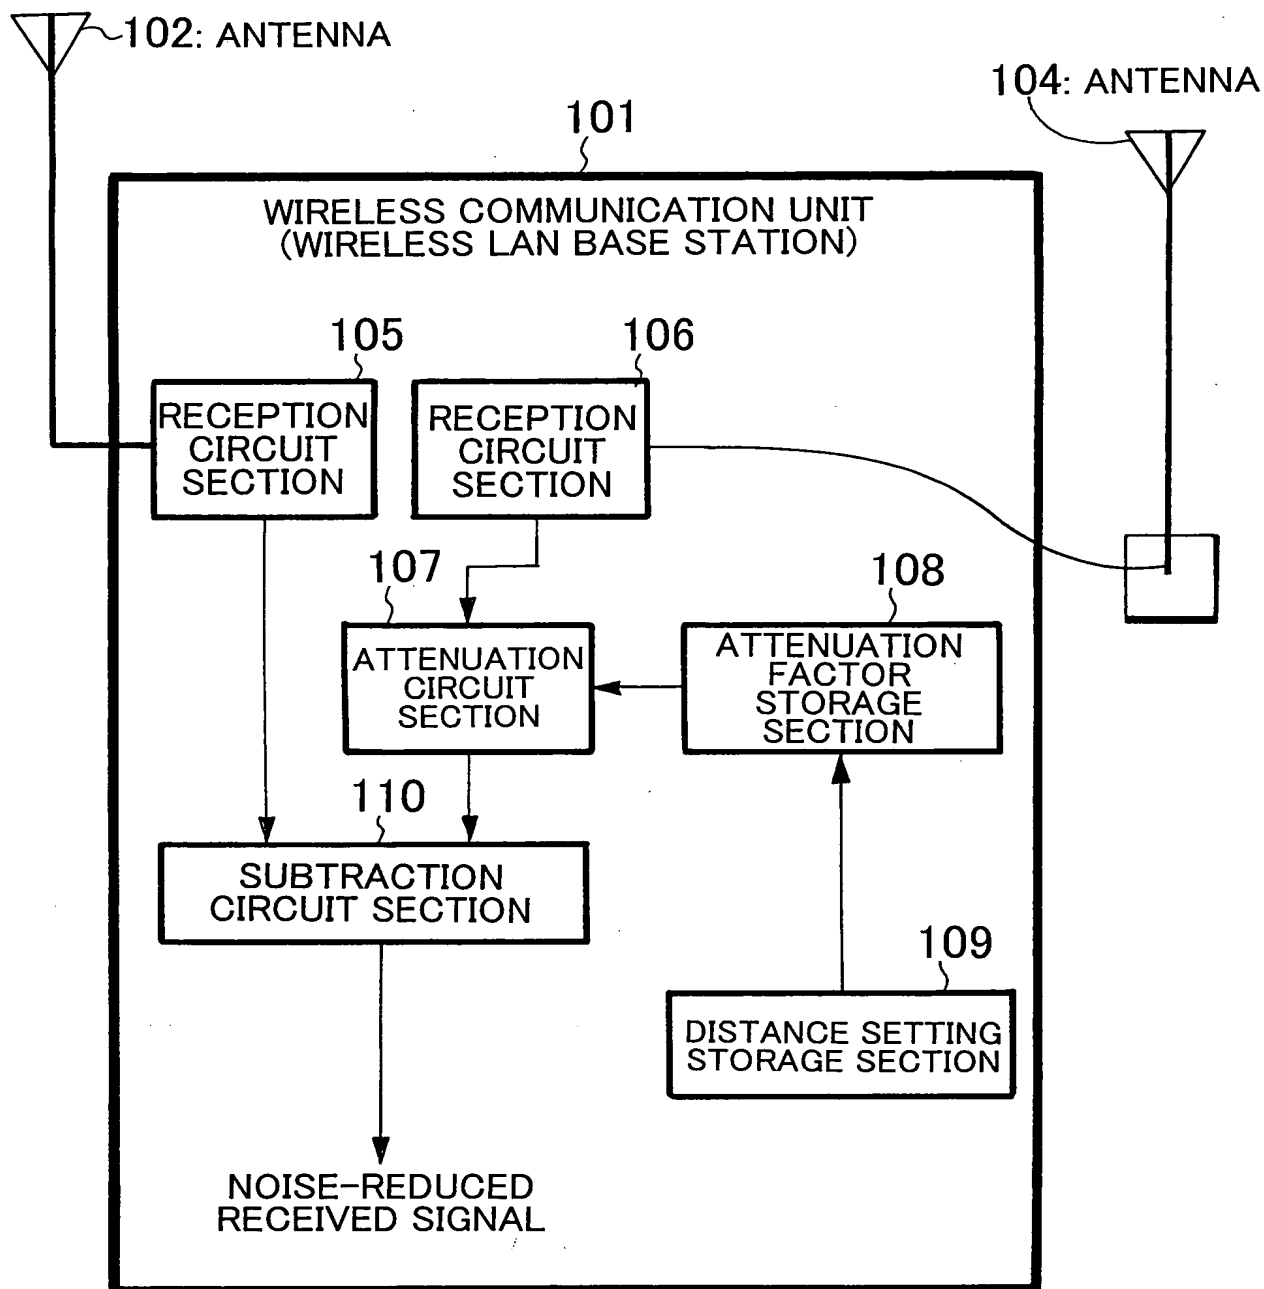 102: ANTENNA
104: ANTENNA
101
WIRELESS COMMUNICATION UNIT
(WIRELESS LAN BASE STATION)
105
106
RECEPTION
CIRCUIT
SECTION
RECEPTION
CIRCUIT
SECTION
107
108
ATTENUATION
CIRCUIT
SECTION
ATTENUATION
FACTOR
STORAGE
SECTION
110
SUBTRACTION
CIRCUIT SECTION
109
DISTANCE SETTING
STORAGE SECTION
NOISE-REDUCED
RECEIVED SIGNAL